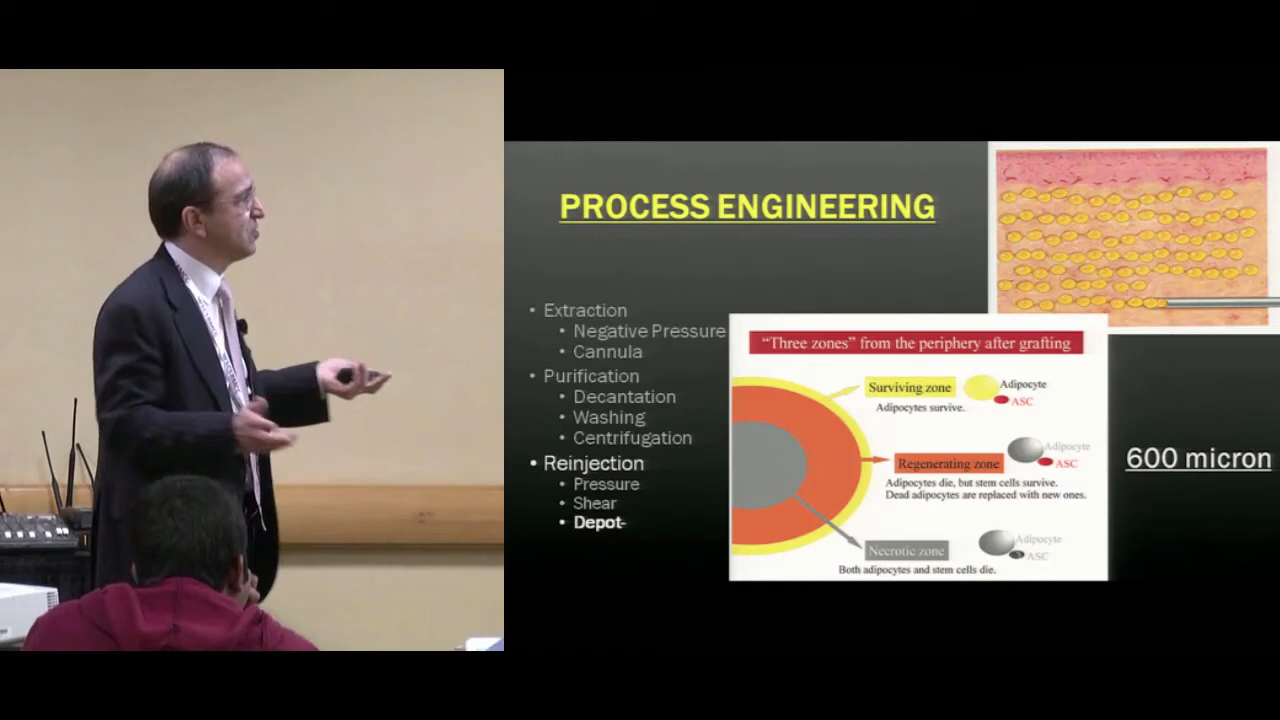 PROCESS ENGINEERING
• Extraction
• Negative Pressure
• Cannula
• Purification
• Decantation
• Washing
• Centrifugation
• Reinjection
• Pressure
• Shear
• Depot-
"Three zones" from the periphery after grafting
Surviving zone
Adipocyte
ASC
Adipocytes survive.
Regenerating zone
Adipocyte
ASC
Adipocytes die, but stem cells survive.
Dead adipocytes are replaced with new ones.
Necrotic zone
Adipocyte
ASC
Both adipocytes and stem cells die.
600 micron